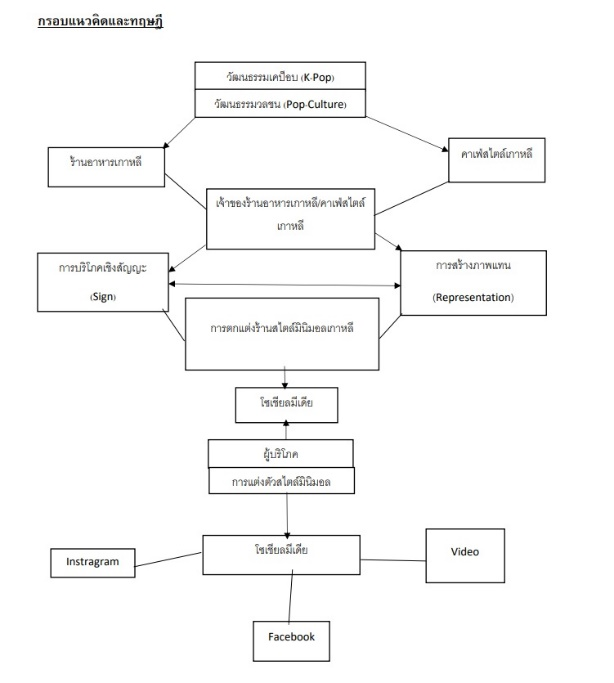 กรอบแนวคิดและทฤษฎี
วัฒนธรรมเคป๊อบ (K-Pop)
วัฒนธรรมวลชน (Pop-Culture)
ร้านอาหารเกาหลี
คาเฟ่สไตล์เกาหลี
เจ้าของร้านอาหารเกาหลี/คาเฟ่สไตล์
เกาหลี
การบริโภคเชิงสัญญะ
(Sign)
การสร้างภาพแทน
(Representation)
การตกแต่งร้านสไตล์มินิมอลเกาหลี
โซเชียลมีเดีย
ผู้บริโภค
การแต่งตัวสไตล์มินิมอล
โซเชียลมีเดีย
Instragram
Video
Facebook